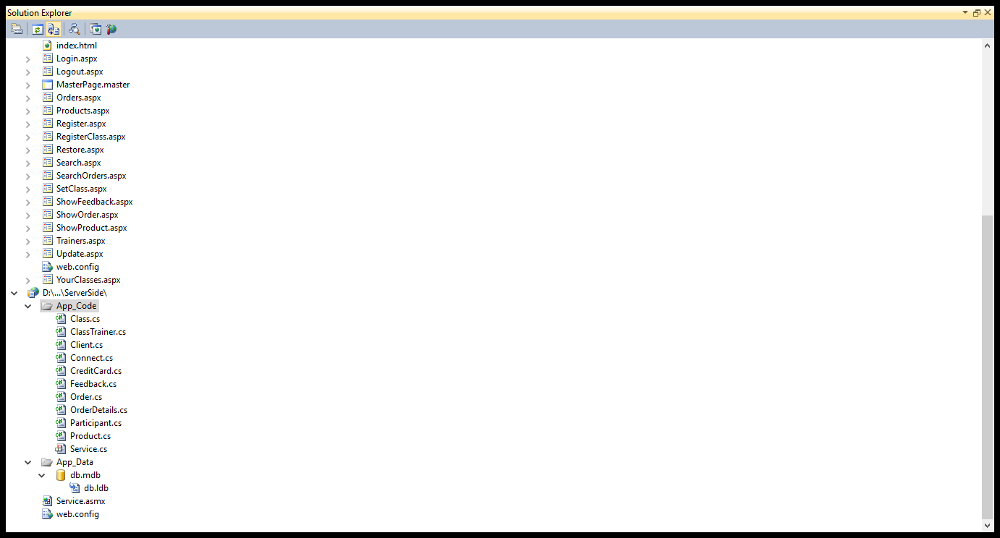 Solution Explorer
index.html
Login.aspx
Logout.aspx
MasterPage.master
Orders.aspx
Products.aspx
Register.aspx
RegisterClass.aspx
Restore.aspx
Search.aspx
SearchOrders.aspx
SetClass.aspx
ShowFeedback.aspx
ShowOrder.aspx
ShowProduct.aspx
Trainers.aspx
Update.aspx
web.config
YourClasses.aspx
D:\...\ServerSide\
App_Code
Class.cs
ClassTrainer.cs
Client.cs
Connect.cs
CreditCard.cs
Feedback.cs
Order.cs
OrderDetails.cs
Participant.cs
Product.cs
Service.cs
App_Data
db.mdb
db.ldb
Service.asmx
web.config